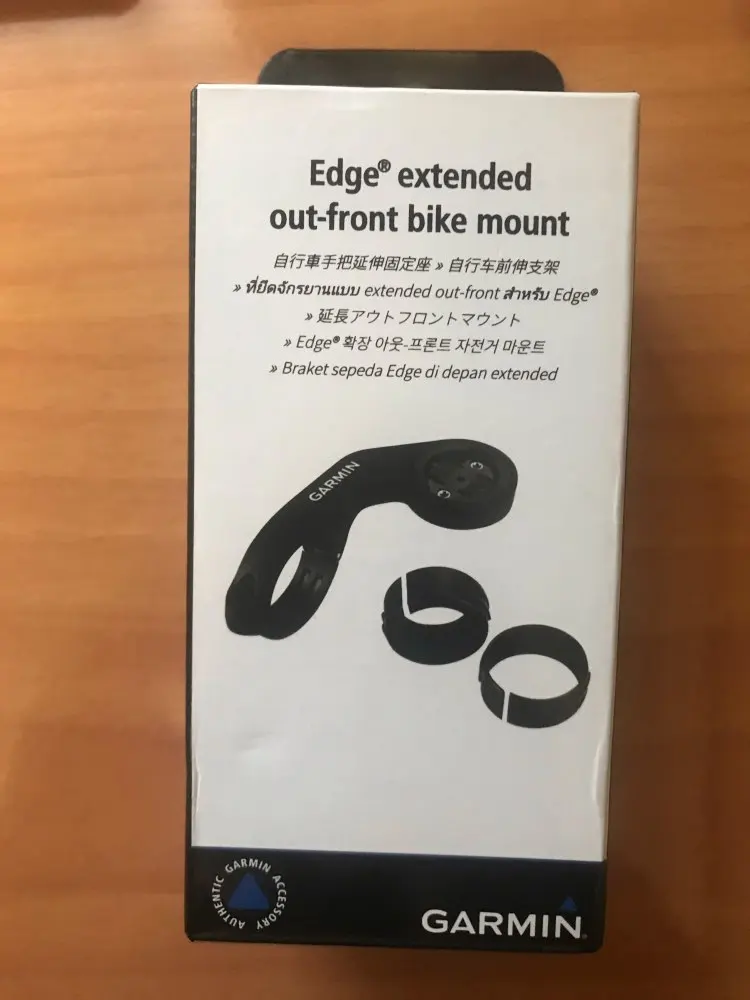 Edge® extended
out-front bike mount
自行車手把延伸固定座 » 自行车前伸支架
» ที่ยึดจักรยานแบบ extended out-front สำหรับ Edge®
» 延長アウトフロントマウント
» Edge® 확장 아웃-프론트 자전거 마운트
» Braket sepeda Edge di depan extended
GARMIN
AUTHENTIC GARMIN ACCESSORY
GARMIN